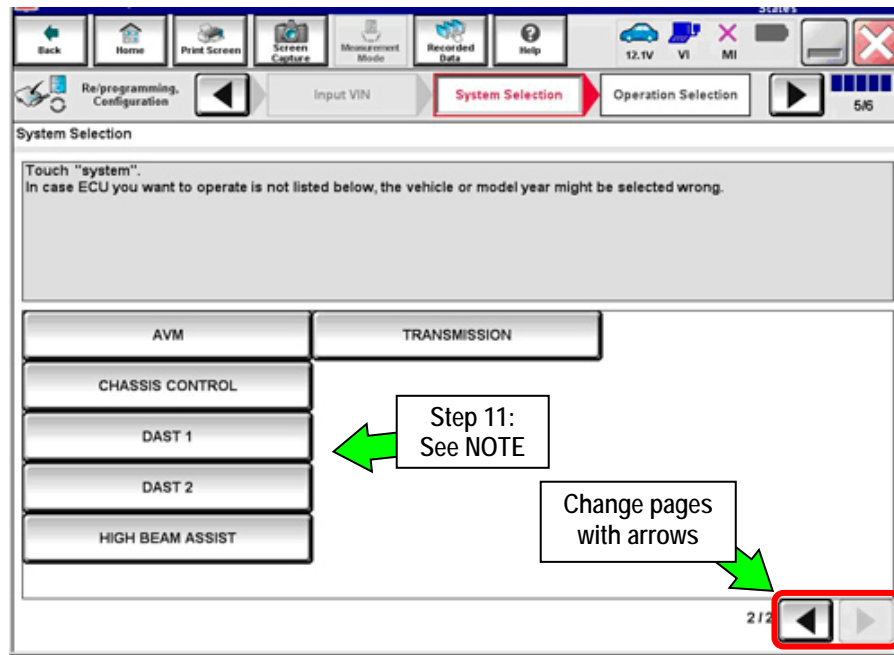 States
Back
Home
Print Screen
Screen
Capture
Measurement
Mode
Recorded
Data
Help
12.1V
VI
MI
Re/programming,
Configuration
Input VIN
System Selection
Operation Selection
5/6
System Selection
Touch "system".
In case ECU you want to operate is not listed below, the vehicle or model year might be selected wrong.
AVM
TRANSMISSION
CHASSIS CONTROL
DAST 1
Step 11:
See NOTE
DAST 2
HIGH BEAM ASSIST
Change pages
with arrows
2/2